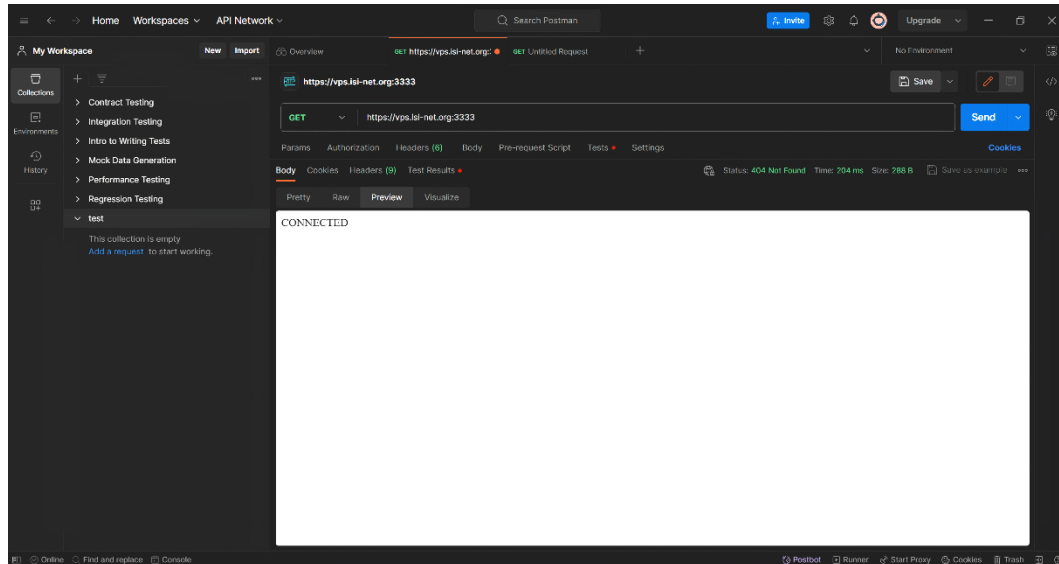 Home Workspaces API Network Search Postman Invite Upgrade
My Workspace New Import Overview GET https://vps.isi-net.org:: GET Untitled Request No Environment
Collections
https://vps.isi-net.org:3333 Save
Contract Testing
Environments
Integration Testing
GET https://vps.isi-net.org:3333 Send
Intro to Writing Tests
Params Authorization Headers (6) Body Pre-request Script Tests Settings Cookies
History
Mock Data Generation
Body Cookies Headers (9) Test Results Status: 404 Not Found Time: 204 ms Size: 288 B Save as example
Performance Testing
Regression Testing
Pretty Raw Preview Visualize
test
CONNECTED
This collection is empty
Add a request to start working.
Online Find and replace Console Postbot Runner Start Proxy Cookies Trash